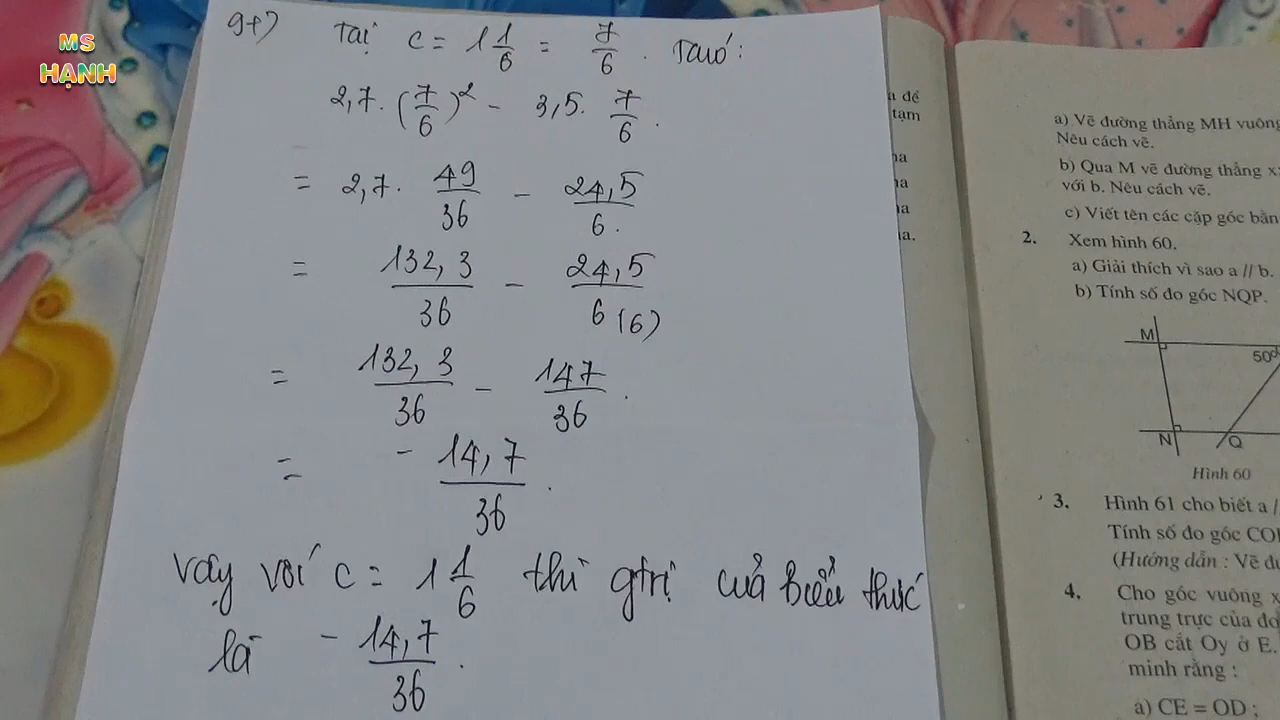 MS
HẠNH
g+)
Tại c = 1 1/6 = 7/6 . Ta có:
2,7. (7/6)² - 3,5. 7/6 .
= 2,7. 49/36 - 24,5/6.
= 132,3/36 - 24,5/6 (6)
= 132,3/36 - 147/36 .
= - 14,7/36 .
Vậy với c = 1 1/6 thì gtrị của biểu thức
là - 14,7/36 .
a để
tạm
a) Vẽ đường thẳng MH vuông
Nêu cách vẽ.
b) Qua M vẽ đường thẳng x
với b. Nêu cách vẽ.
c) Viết tên các cặp góc bằn
2. Xem hình 60.
a) Giải thích vì sao a // b.
b) Tính số đo góc NQP.
M
50°
N
Q
Hình 60
3. Hình 61 cho biết a /
Tính số đo góc CO
(Hướng dẫn : Vẽ đư
4. Cho góc vuông x
trung trực của đo
OB cắt Oy ở E.
minh rằng :
a) CE = OD ;